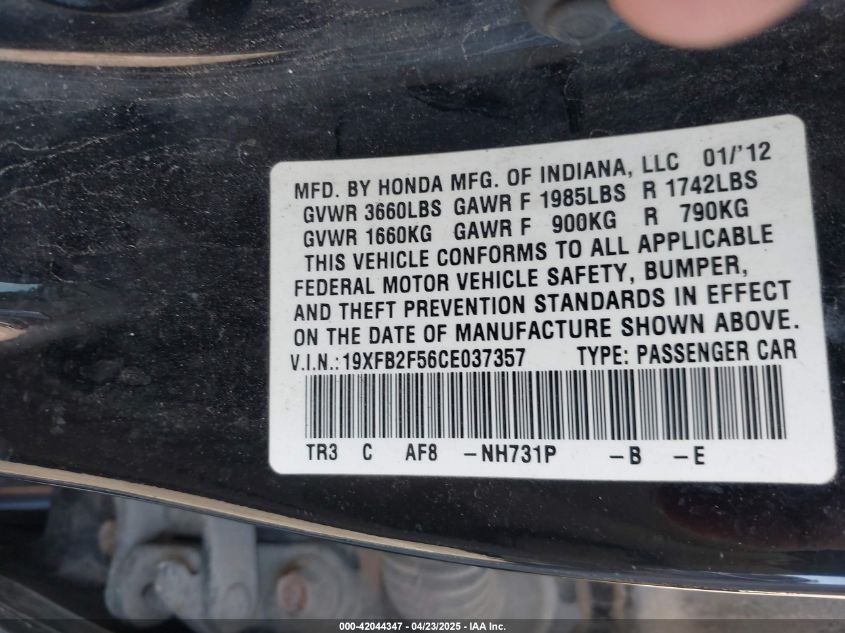 MFD. BY HONDA MFG. OF INDIANA, LLC 01/'12
GVWR 3660LBS GAWR F 1985LBS R 1742LBS
GVWR 1660KG GAWR F 900KG R 790KG
THIS VEHICLE CONFORMS TO ALL APPLICABLE
FEDERAL MOTOR VEHICLE SAFETY, BUMPER,
AND THEFT PREVENTION STANDARDS IN EFFECT
ON THE DATE OF MANUFACTURE SHOWN ABOVE.
V.I.N.:19XFB2F56CE037357 TYPE: PASSENGER CAR
TR3 C AF8 -NH731P -B -E
000-42044347 - 04/23/2025 - IAA Inc.